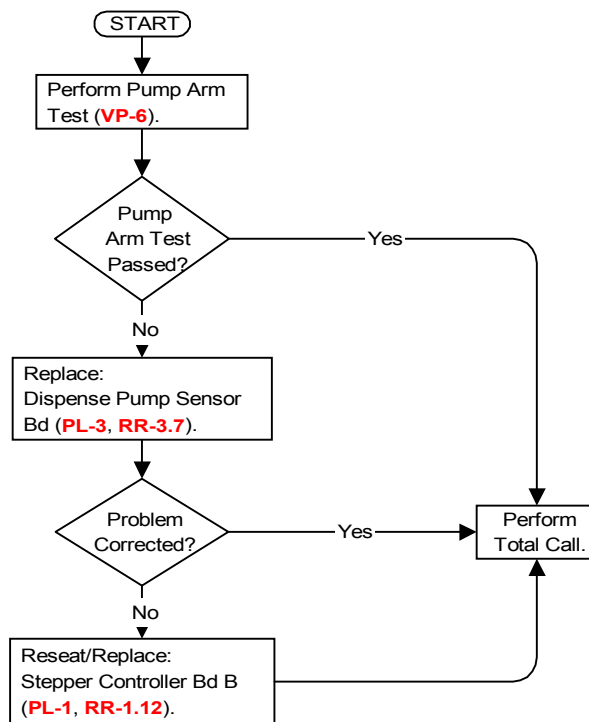 START
Perform Pump Arm
Test (VP-6).
Pump
Arm Test
Passed?
Yes
No
Replace:
Dispense Pump Sensor
Bd (PL-3, RR-3.7).
Problem
Corrected?
Yes
Perform
Total Call.
No
Reseat/Replace:
Stepper Controller Bd B
(PL-1, RR-1.12).